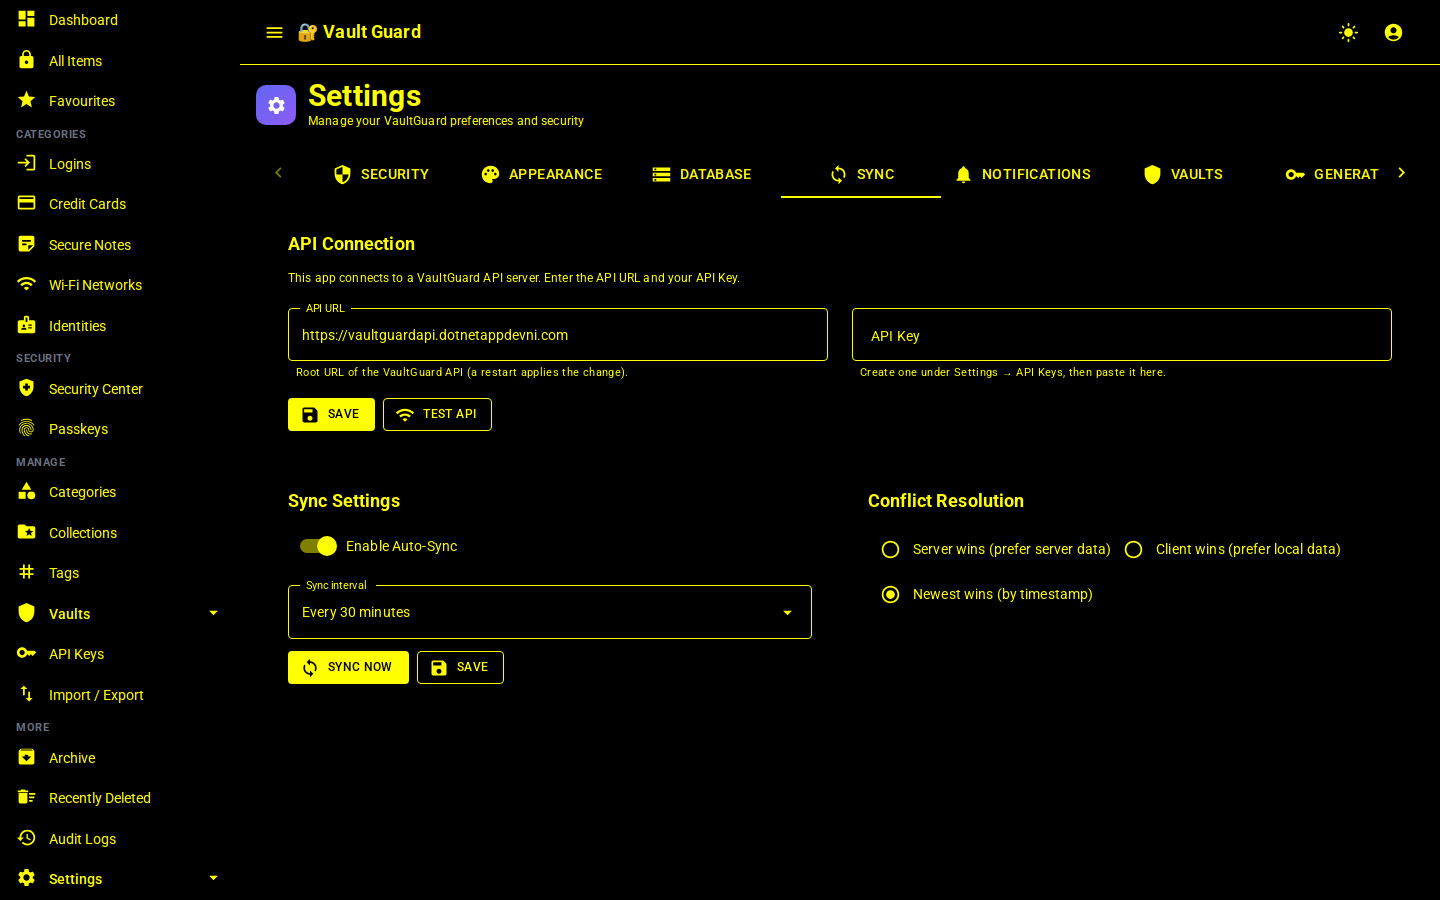 Dashboard
All Items
Favourites
CATEGORIES
Logins
Credit Cards
Secure Notes
Wi-Fi Networks
Identities
SECURITY
Security Center
Passkeys
MANAGE
Categories
Collections
Tags
Vaults
API Keys
Import / Export
MORE
Archive
Recently Deleted
Audit Logs
Settings
Vault Guard
Settings
Manage your VaultGuard preferences and security
SECURITY APPEARANCE DATABASE SYNC NOTIFICATIONS VAULTS GENERAT
API Connection
This app connects to a VaultGuard API server. Enter the API URL and your API Key.
API URL
https://vaultguardapi.dotnetappdevni.com
API Key
Root URL of the VaultGuard API (a restart applies the change).
Create one under Settings → API Keys, then paste it here.
SAVE TEST API
Sync Settings
Enable Auto-Sync
Sync interval
Every 30 minutes
SYNC NOW SAVE
Conflict Resolution
Server wins (prefer server data) Client wins (prefer local data)
Newest wins (by timestamp)